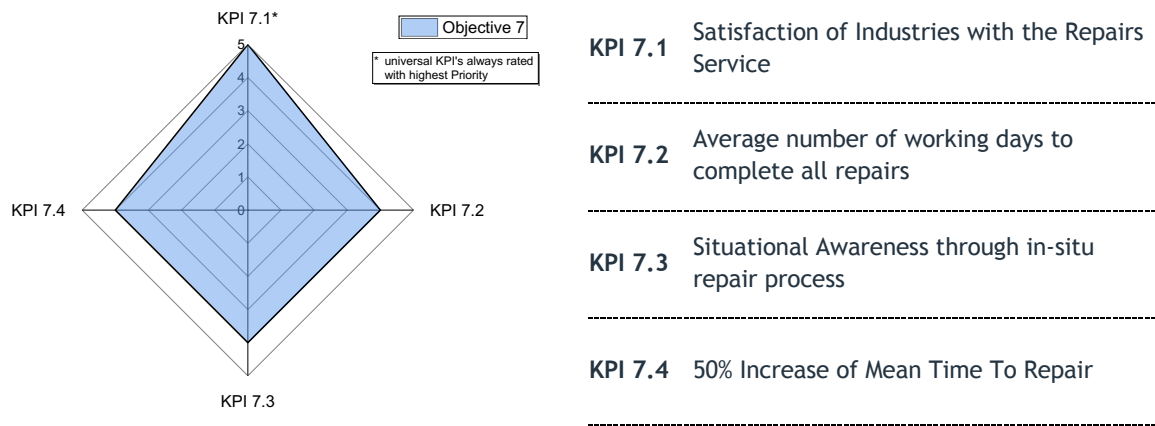 KPI 7.1*
Objective 7
* universal KPI's always rated
with highest Priority
5
4
3
2
1
0
KPI 7.4
KPI 7.2
KPI 7.3
KPI 7.1 Satisfaction of Industries with the Repairs
Service
KPI 7.2 Average number of working days to
complete all repairs
KPI 7.3 Situational Awareness through in-situ
repair process
KPI 7.4 50% Increase of Mean Time To Repair